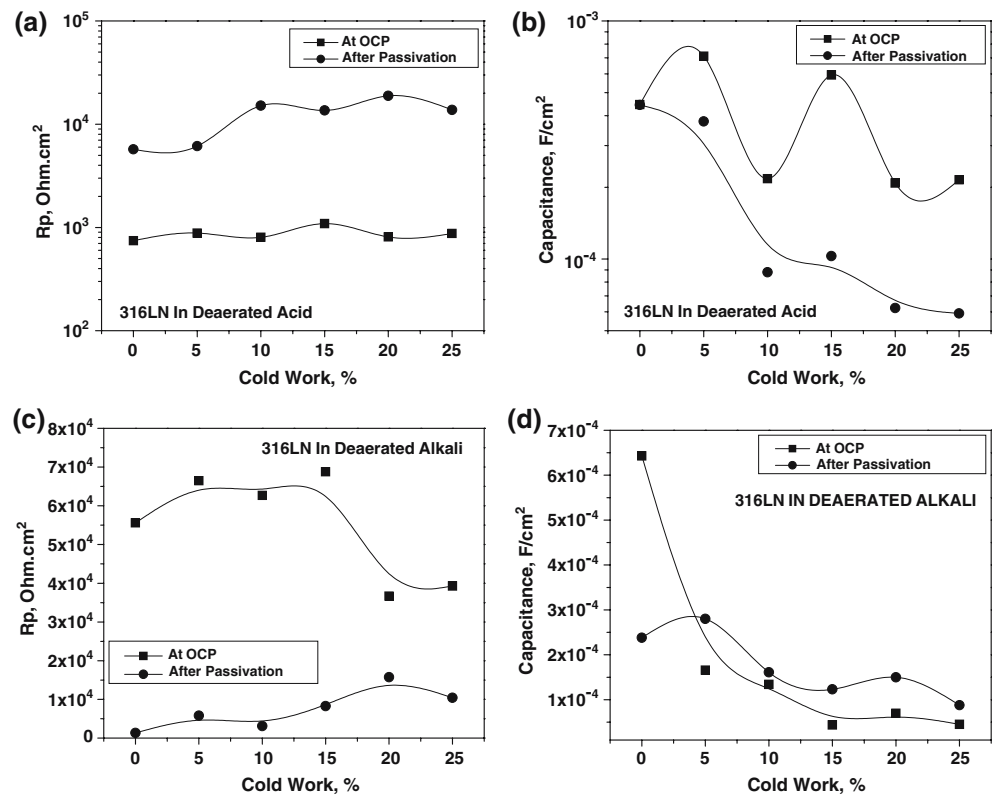 (a)
10^5
10^4
10^3
10^2
Rp, Ohm.cm^2
At OCP
After Passivation
316LN In Deaerated Acid
0 5 10 15 20 25
Cold Work, %
(b)
10^-3
10^-4
Capacitance, F/cm^2
At OCP
After Passivation
316LN In Deaerated Acid
0 5 10 15 20 25
Cold Work, %
(c)
8x10^4
7x10^4
6x10^4
5x10^4
4x10^4
3x10^4
2x10^4
1x10^4
0
Rp, Ohm.cm^2
316LN In Deaerated Alkali
At OCP
After Passivation
0 5 10 15 20 25
Cold Work, %
(d)
7x10^-4
6x10^-4
5x10^-4
4x10^-4
3x10^-4
2x10^-4
1x10^-4
Capacitance, F/cm^2
At OCP
After Passivation
316LN IN DEAERATED ALKALI
0 5 10 15 20 25
Cold Work, %